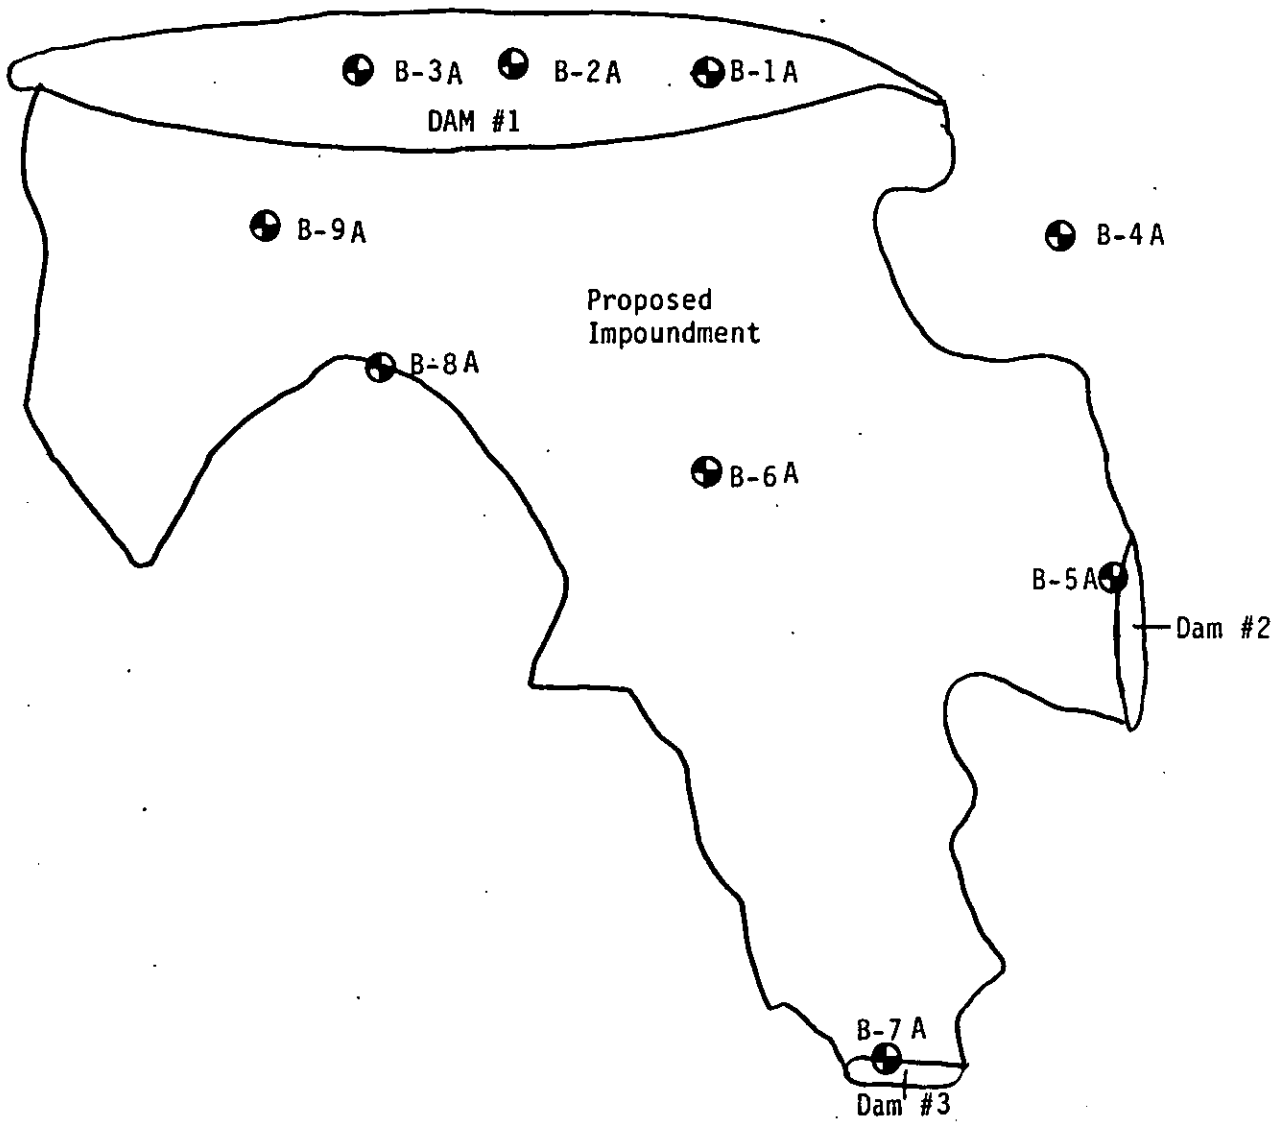 B-3A
B-2A
B-1A
DAM #1
B-9A
B-4A
Proposed
Impoundment
B-8A
B-6A
B-5A
Dam #2
B-7A
Dam #3